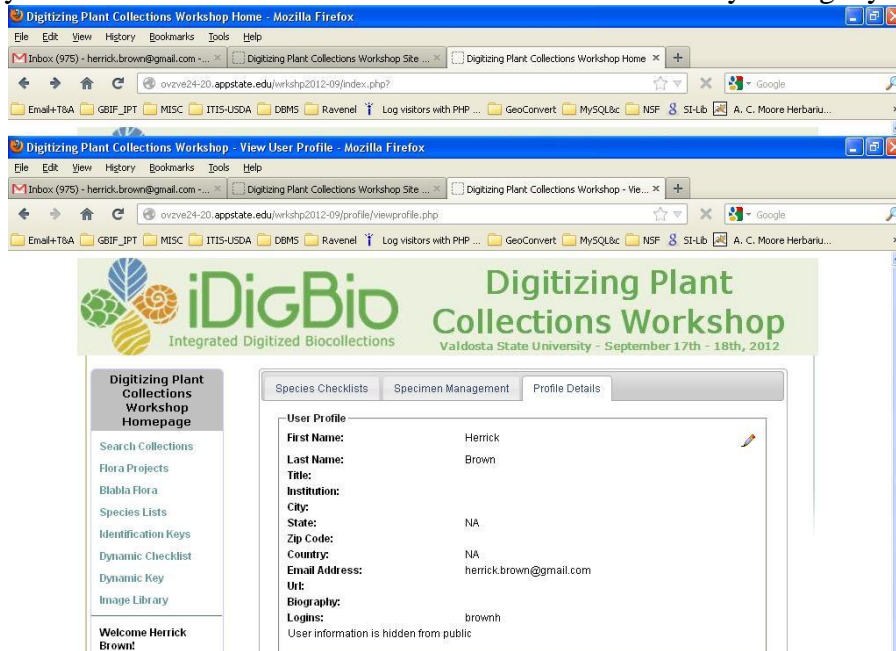 Digitizing Plant Collections Workshop Home - Mozilla Firefox
File Edit View History Bookmarks Tools Help
Inbox (975) - herrick.brown@gmail.com -... × Digitizing Plant Collections Workshop Site ... × Digitizing Plant Collections Workshop Home × +
ovzve24-20.appstate.edu/wrkshp2012-09/index.php? Google
Email+T&A GBIF_IPT MISC ITIS-USDA DBMS Ravenel Log visitors with PHP ... GeoConvert MySQL&c NSF SI-Lib A. C. Moore Herbariu...
Digitizing Plant Collections Workshop - View User Profile - Mozilla Firefox
File Edit View History Bookmarks Tools Help
Inbox (975) - herrick.brown@gmail.com -... × Digitizing Plant Collections Workshop Site ... × Digitizing Plant Collections Workshop - Vie... × +
ovzve24-20.appstate.edu/wrkshp2012-09/profile/viewprofile.php Google
Email+T&A GBIF_IPT MISC ITIS-USDA DBMS Ravenel Log visitors with PHP ... GeoConvert MySQL&c NSF SI-Lib A. C. Moore Herbariu...
iDigBio
Integrated Digitized Biocollections
Digitizing Plant
Collections Workshop
Valdosta State University - September 17th - 18th, 2012
Digitizing Plant
Collections
Workshop
Homepage
Search Collections
Flora Projects
Blabla Flora
Species Lists
Identification Keys
Dynamic Checklist
Dynamic Key
Image Library
Welcome Herrick
Brown!
Species Checklists Specimen Management Profile Details
User Profile
First Name: Herrick
Last Name: Brown
Title:
Institution:
City:
State: NA
Zip Code:
Country: NA
Email Address: herrick.brown@gmail.com
Url:
Biography:
Logins: brownh
User information is hidden from public